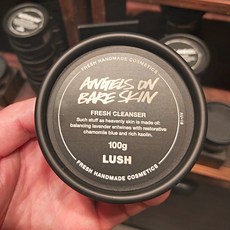 FRESH HANDMADE COSMETICS
ANGELS ON
BARE SKIN
FRESH CLEANSER
Such stuff as heavenly skin is made of:
balancing lavender entwines with restorative
chamomile blue and rich kaolin.
100g
LUSH
FRESH HANDMADE COSMETICS